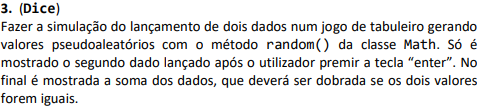 3. (Dice)
Fazer a simulação do lançamento de dois dados num jogo de tabuleiro gerando
valores pseudoaleatórios com o método random() da classe Math. Só é
mostrado o segundo dado lançado após o utilizador premir a tecla “enter”. No
final é mostrada a soma dos dados, que deverá ser dobrada se os dois valores
forem iguais.